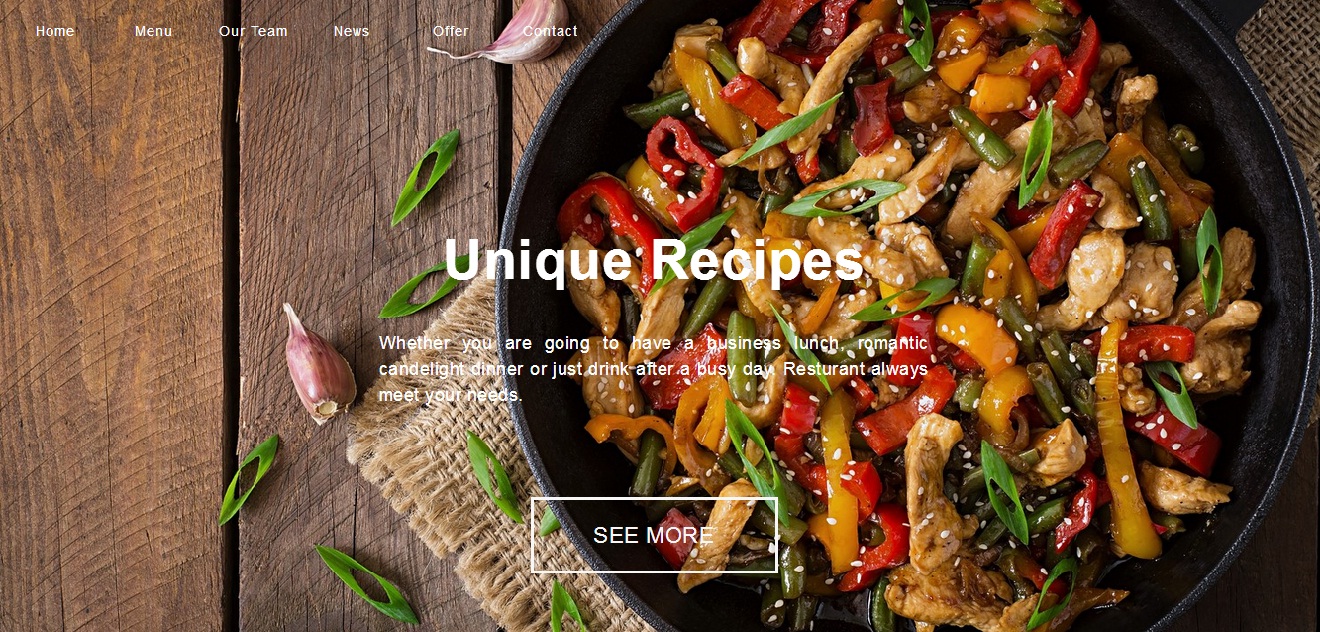 Home Menu Our Team News Offer Contact
Unique Recipes
Whether you are going to have a business lunch, romantic
candelight dinner or just drink after a busy day. Resturant always
meet your needs.
SEE MORE